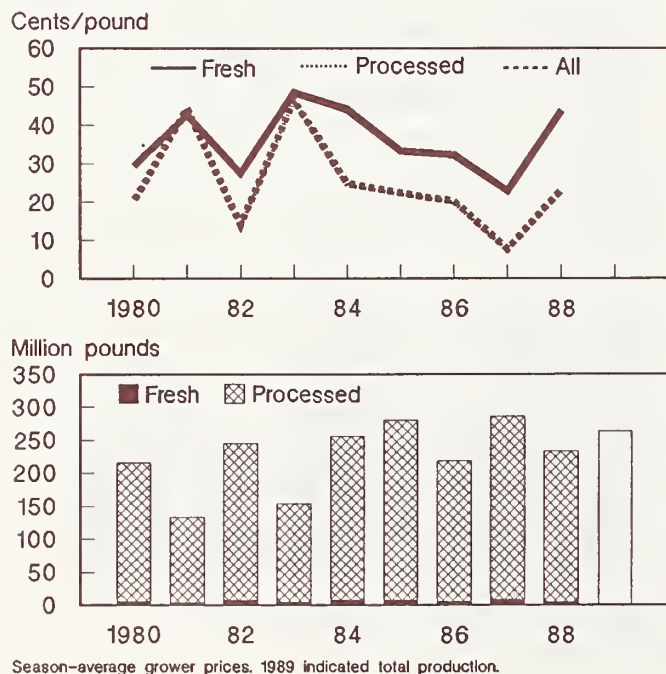 Cents/pound
60
Fresh Processed All
50
40
30
20
10
0
1980 82 84 86 88
Million pounds
350
Fresh Processed
300
250
200
150
100
50
0
1980 82 84 86 88
Season-average grower prices. 1989 indicated total production.